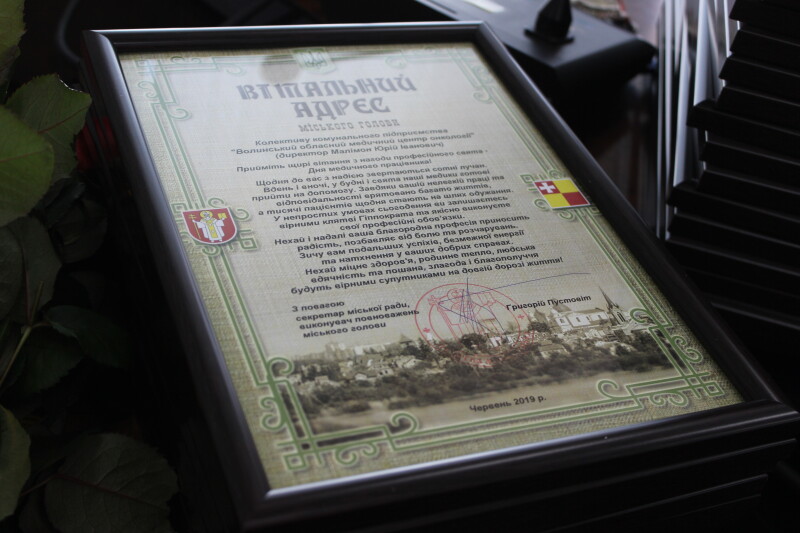 ВІТАЛЬНИЙ
АДРЕС
МІСЬКОГО ГОЛОВИ
Колективу комунального підприємства
"Волинський обласний медичний центр онкології"
(директор Малімон Юрій Іванович)
Прийміть щирі вітання з нагоди професійного свята -
Дня медичного працівника!
Щодня до вас з надією звертаються сотні лучан.
Вдень і вночі, у будні і свята наші медики готові
прийти на допомогу. Завдяки вашій нелегкій праці та
відповідальності врятовано багато життів,
а тисячі пацієнтів щодня стають на шлях одужання.
У непростих умовах сьогодення ви залишаєтесь
вірними клятві Гіппократа та якісно виконуєте
свої професійні обов'язки.
Нехай і надалі ваша благородна професія приносить
радість, позбавляє від болю та розчарувань.
Зичу вам подальших успіхів, безмежної енергії
та натхнення у ваших добрих справах.
Нехай міцне здоров'я, родинне тепло, людська
вдячність та пошана, злагода і благополуччя
будуть вірними супутниками на довгій дорозі життя!
З повагою
секретар міської ради,
виконувач повноважень
міського голови
Григорій Пустовіт
Червень 2019 р.